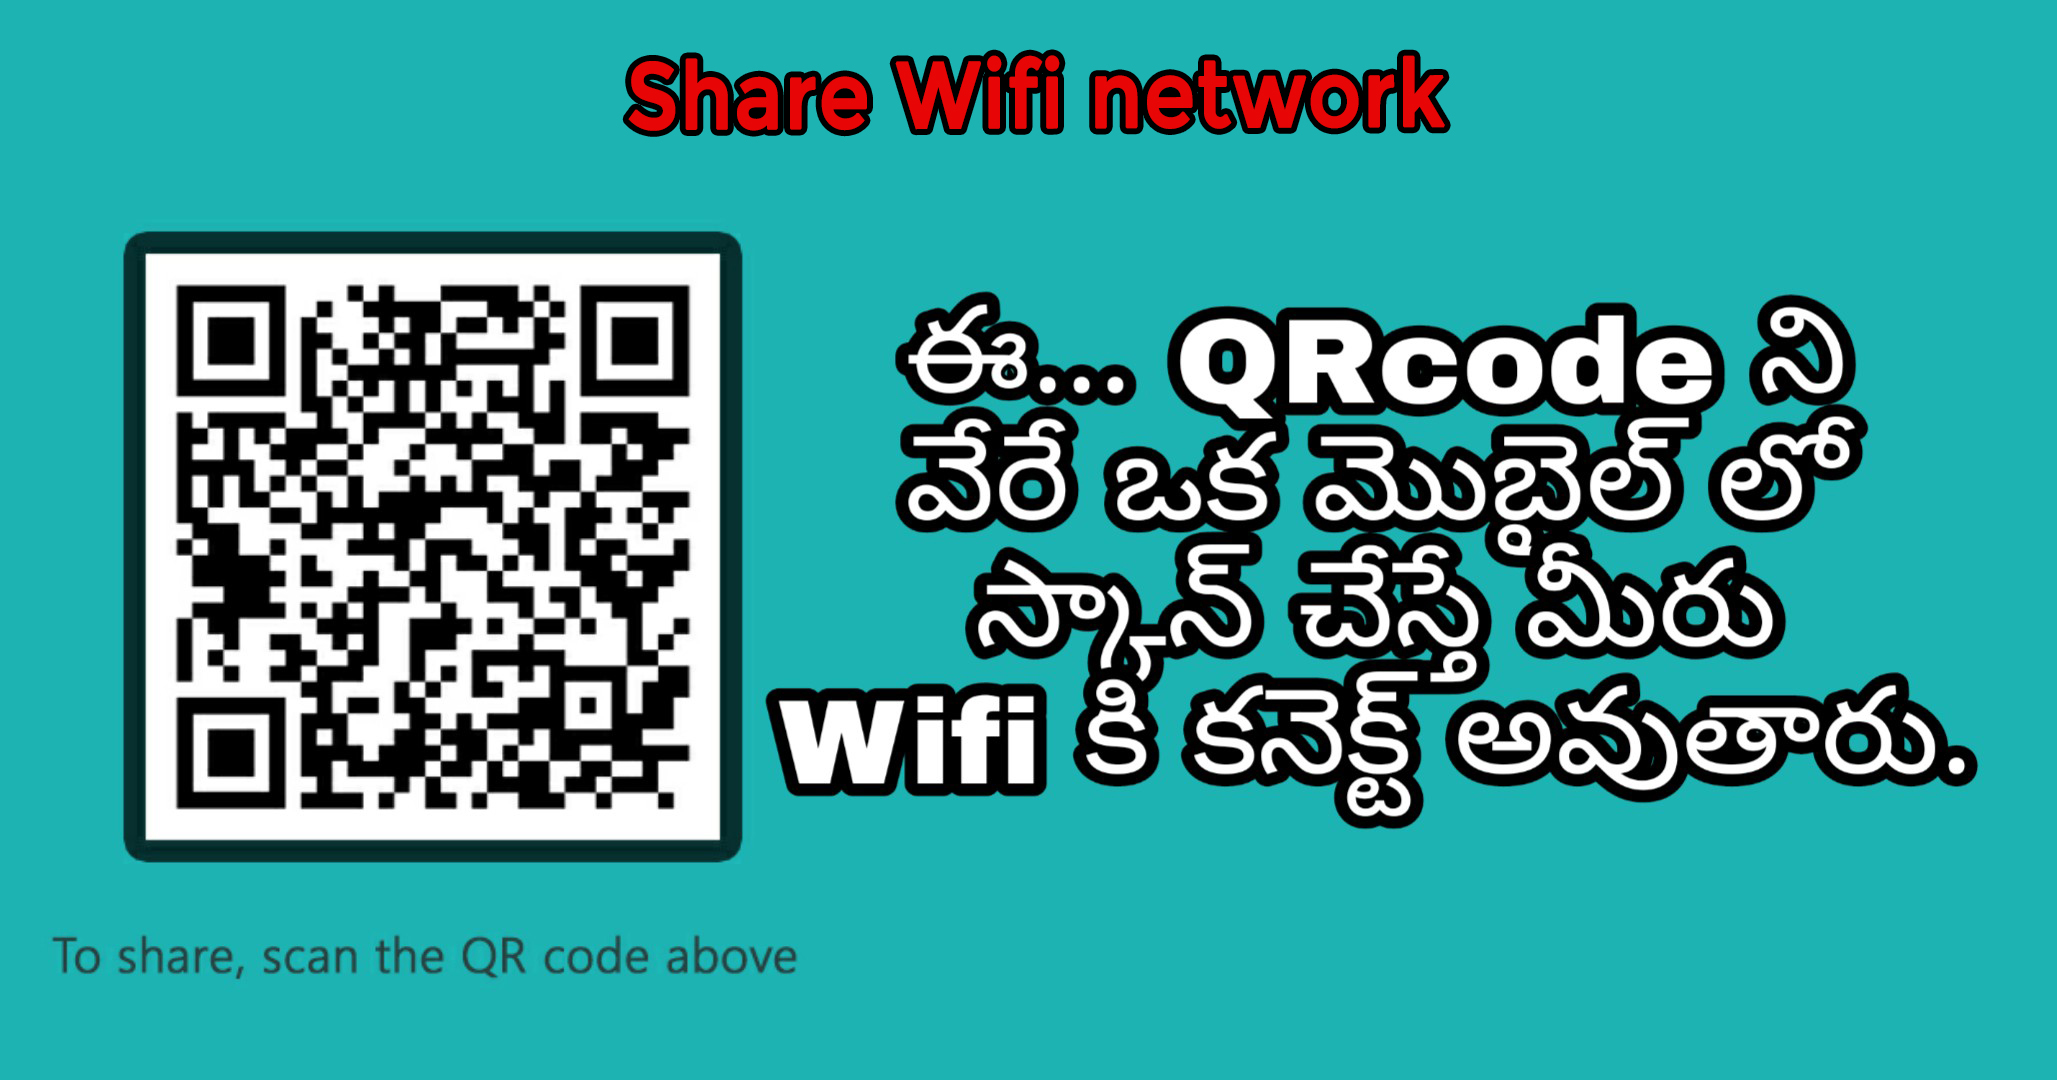 Share Wifi network
ఈ... QRcode ని
వేరే ఒక మొబైల్ లో
స్కాన్ చేస్తే మీరు
Wifi కి కనెక్ట్ అవుతారు.
To share, scan the QR code above